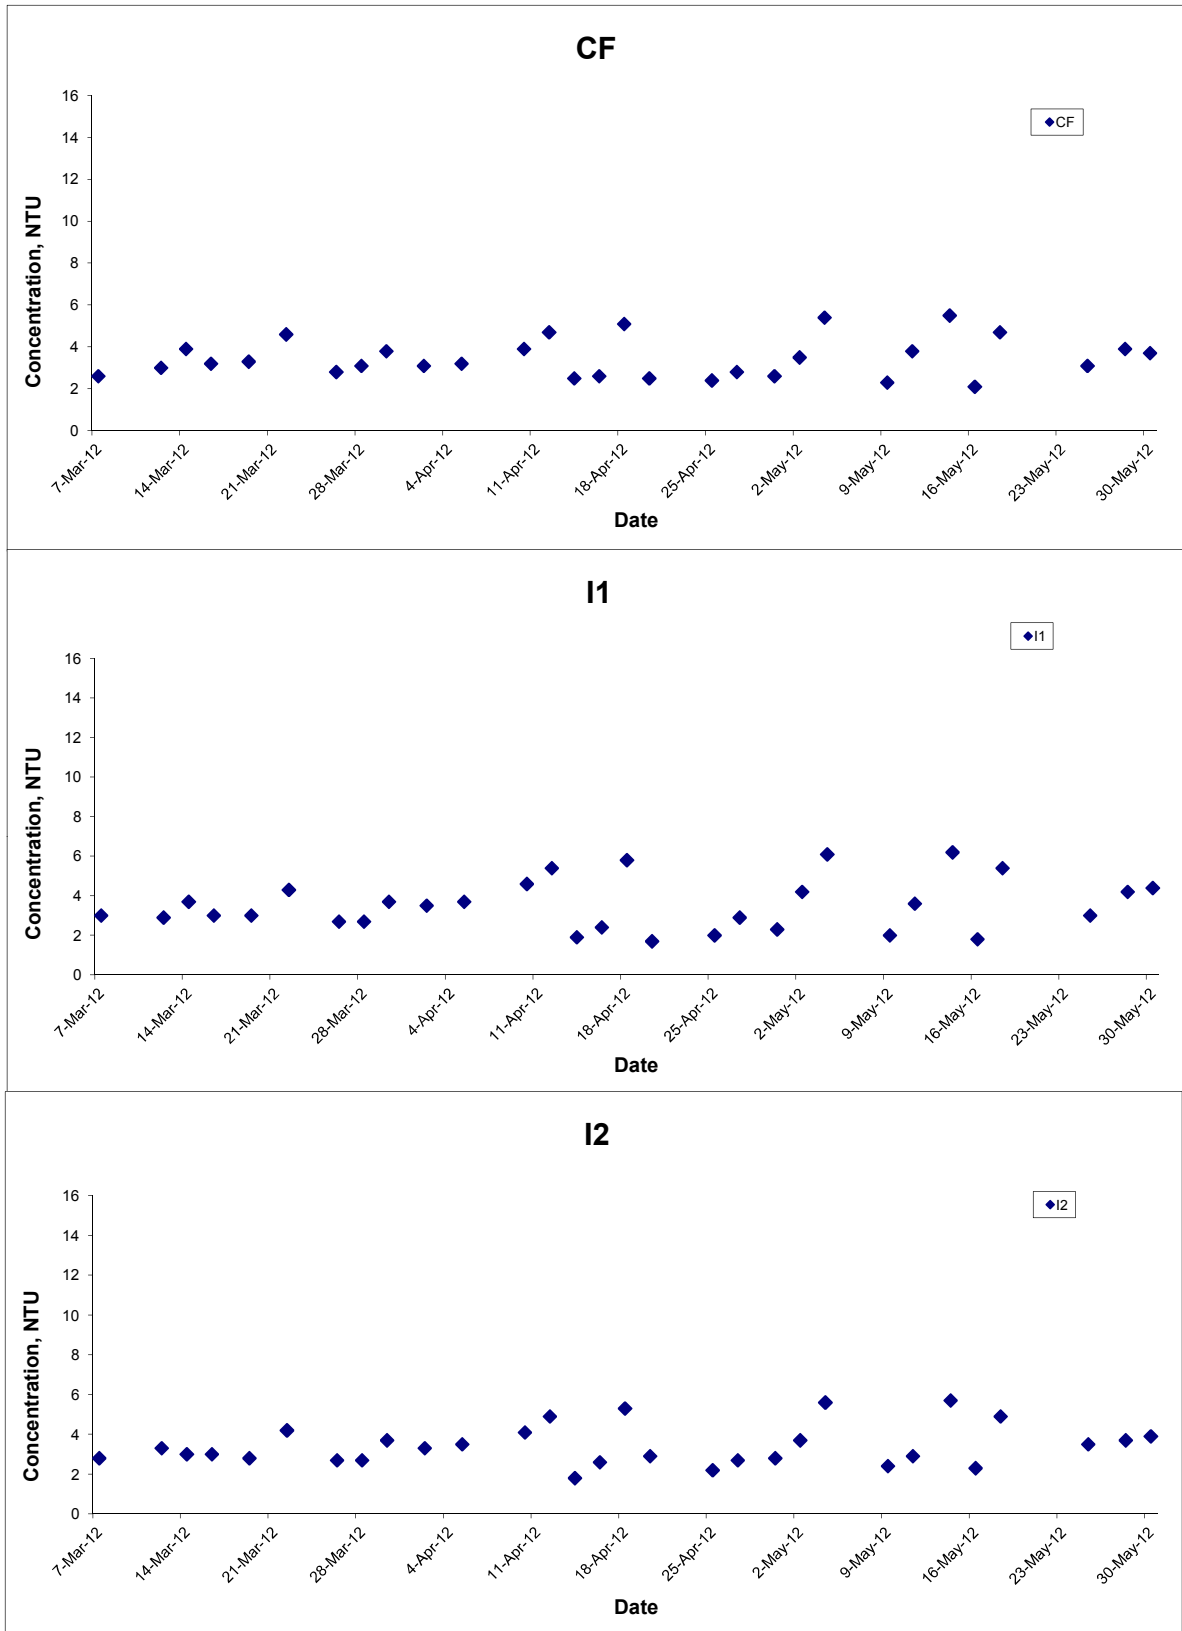 CF
CF
Concentration, NTU
16
14
12
10
8
6
4
2
0
7-Mar-12
14-Mar-12
21-Mar-12
28-Mar-12
4-Apr-12
11-Apr-12
18-Apr-12
25-Apr-12
2-May-12
9-May-12
16-May-12
23-May-12
30-May-12
Date
I1
I1
Concentration, NTU
16
14
12
10
8
6
4
2
0
7-Mar-12
14-Mar-12
21-Mar-12
28-Mar-12
4-Apr-12
11-Apr-12
18-Apr-12
25-Apr-12
2-May-12
9-May-12
16-May-12
23-May-12
30-May-12
Date
I2
I2
Concentration, NTU
16
14
12
10
8
6
4
2
0
7-Mar-12
14-Mar-12
21-Mar-12
28-Mar-12
4-Apr-12
11-Apr-12
18-Apr-12
25-Apr-12
2-May-12
9-May-12
16-May-12
23-May-12
30-May-12
Date